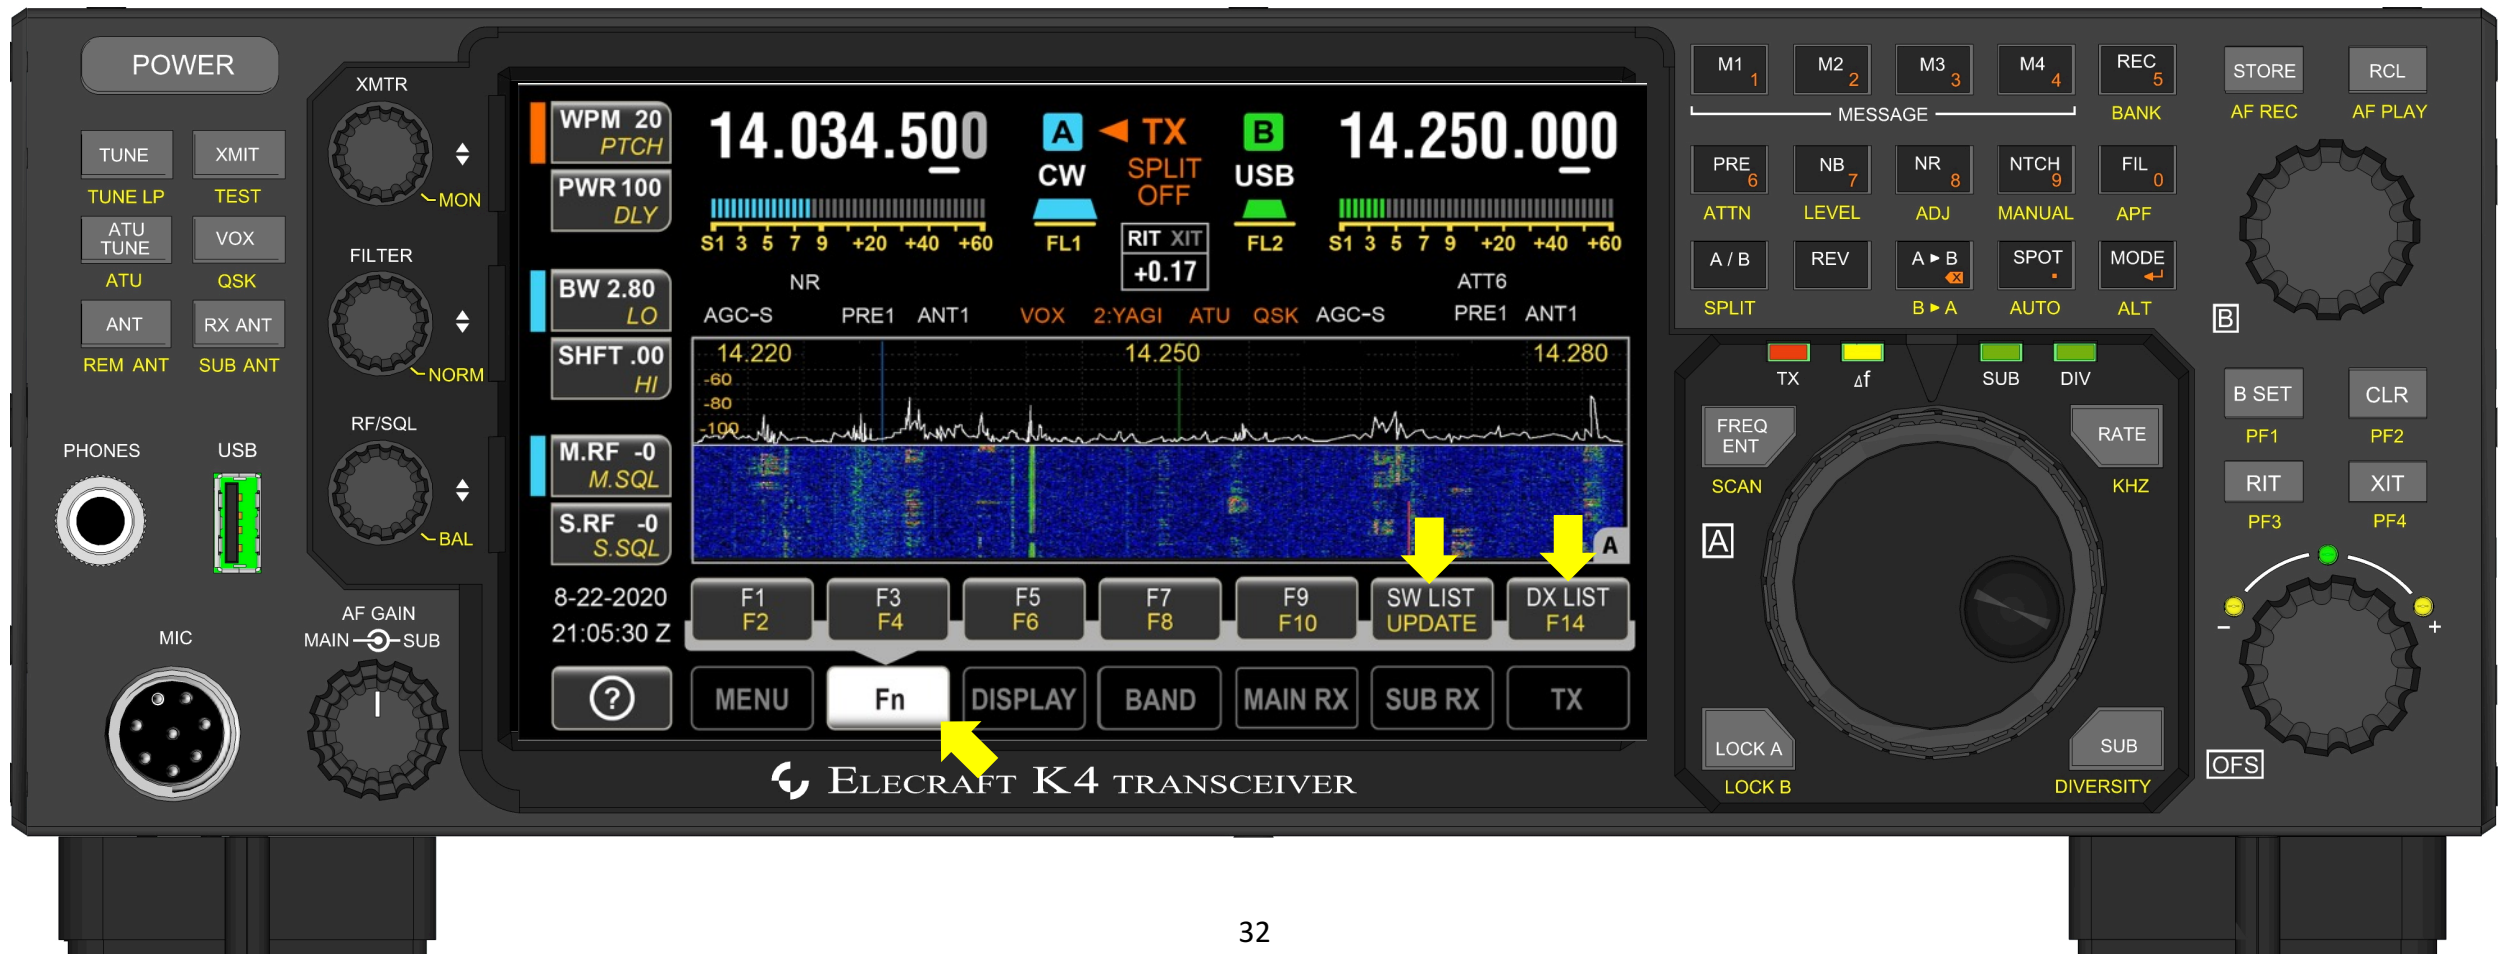 POWER
TUNE XMIT
TUNE LP TEST
ATU TUNE VOX
ATU QSK
ANT RX ANT
REM ANT SUB ANT
PHONES USB
MIC
XMTR
MON
FILTER
NORM
RF/SQL
BAL
AF GAIN
MAIN SUB
WPM 20
PTCH
PWR 100
DLY
BW 2.80
LO
SHFT .00
HI
M.RF -0
M.SQL
S.RF -0
S.SQL
8-22-2020
21:05:30 Z
?
14.034.500 A TX B 14.250.000
CW SPLIT OFF USB
S1 3 5 7 9 +20 +40 +60 FL1 RIT XIT FL2 S1 3 5 7 9 +20 +40 +60
+0.17
NR ATT6
AGC-S PRE1 ANT1 VOX 2:YAGI ATU QSK AGC-S PRE1 ANT1
14.220 14.250 14.280
-60
-80
-100
A
F1 F3 F5 F7 F9 SW LIST DX LIST
F2 F4 F6 F8 F10 UPDATE F14
MENU Fn DISPLAY BAND MAIN RX SUB RX TX
ELECRAFT K4 TRANSCEIVER
M1 1 M2 2 M3 3 M4 4 REC 5
MESSAGE BANK
PRE 6 NB 7 NR 8 NTCH 9 FIL 0
ATTN LEVEL ADJ MANUAL APF
A / B REV A ▸ B SPOT . MODE
SPLIT B ▸ A AUTO ALT
TX Δf SUB DIV
FREQ ENT RATE
SCAN KHZ
A
LOCK A SUB
LOCK B DIVERSITY
STORE RCL
AF REC AF PLAY
B
B SET CLR
PF1 PF2
RIT XIT
PF3 PF4
- +
OFS
32